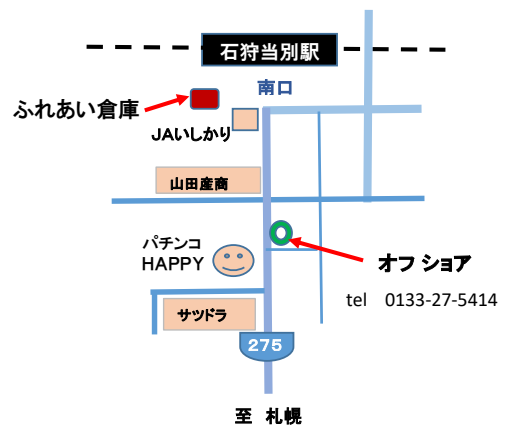 石狩当別駅
南口
ふれあい倉庫
JAいしかり
山田産商
パチンコ
HAPPY
オフ ショア
tel　0133-27-5414
サツドラ
275
至　札幌